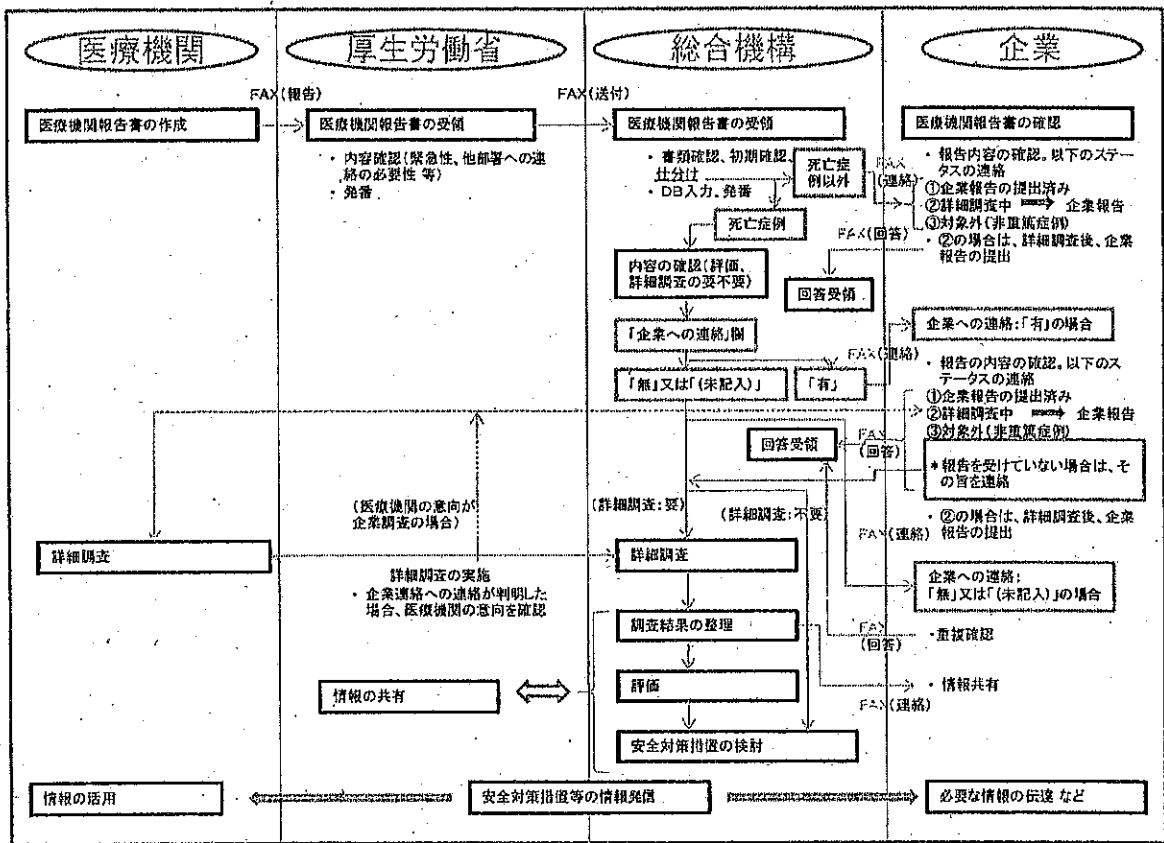 医療機関
厚生労働省
総合機構
企業
FAX(報告)
FAX(送付)
医療機関報告書の作成
医療機関報告書の受領
医療機関報告書の受領
医療機関報告書の確認
・内容確認(緊急性、他部署への連
絡の必要性 等)
・発番
・書類確認、初期確認、
仕分け
・DB入力、発番
死亡症
例以外
FAX
(連絡)
・報告内容の確認。以下のステ
ータスの連絡
①企業報告の提出済み
②詳細調査中 ⇒ 企業報告
③対象外(非重篤症例)
・②の場合は、詳細調査後、企業
報告の提出
死亡症例
FAX(回答)
内容の確認(評価、
詳細調査の要不要)
回答受領
「企業への連絡」欄
企業への連絡:「有」の場合
FAX(連絡)
「無」又は「(未記入)」
「有」
・報告の内容の確認。以下のス
テータスの連絡
①企業報告の提出済み
②詳細調査中 ⇒ 企業報告
③対象外(非重篤症例)
回答受領
FAX
(回答)
*報告を受けていない場合は、そ
の旨を連絡
(医療機関の意向が
企業調査の場合)
(詳細調査:要)
(詳細調査:不要)
・②の場合は、詳細調査後、企業
報告の提出
FAX(連絡)
詳細調査
詳細調査
詳細調査の実施
・企業連絡への連絡が判明した
場合、医療機関の意向を確認
企業への連絡:
「無」又は「(未記入)」の場合
調査結果の整理
FAX
(回答)
・重複確認
情報の共有
評価
・情報共有
FAX(連絡)
安全対策措置の検討
情報の活用
安全対策措置等の情報発信
必要な情報の伝達 など